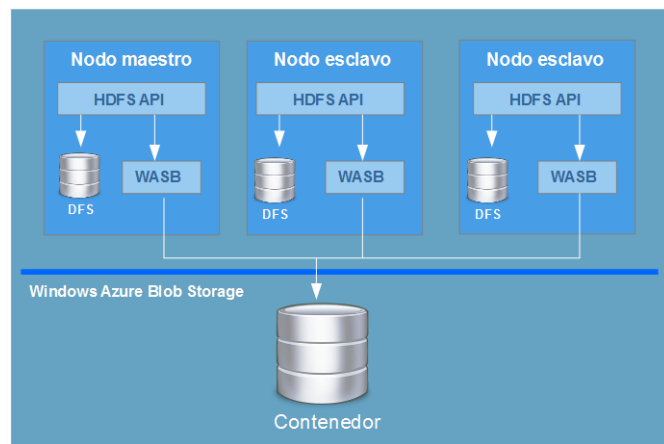 Nodo maestro
HDFS API
DFS
WASB
Nodo esclavo
HDFS API
DFS
WASB
Nodo esclavo
HDFS API
DFS
WASB
Windows Azure Blob Storage
Contenedor